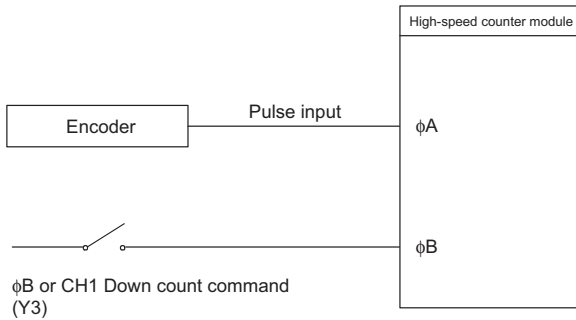 High-speed counter module
Pulse input
Encoder
ϕA
ϕB
ϕB or CH1 Down count command
(Y3)